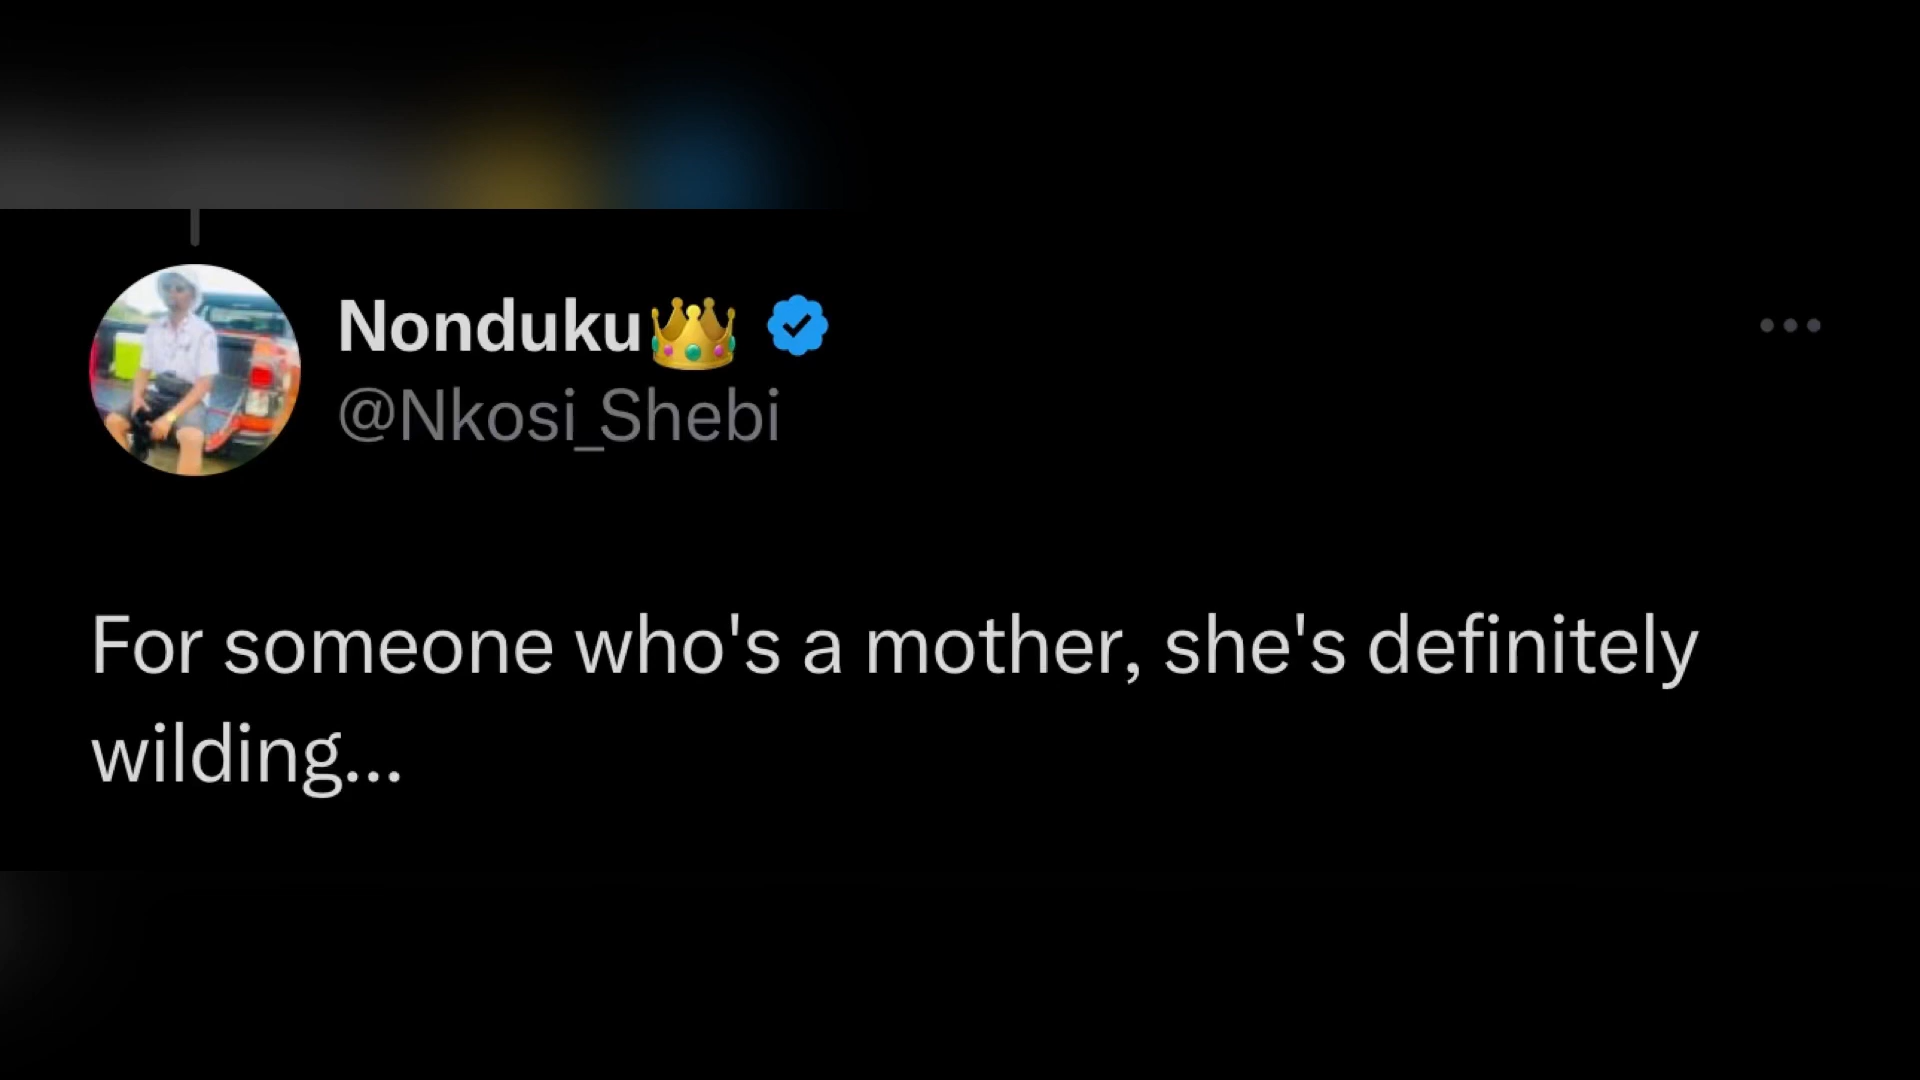 Nonduku👑
@Nkosi_Shebi
For someone who's a mother, she's definitely
wilding...